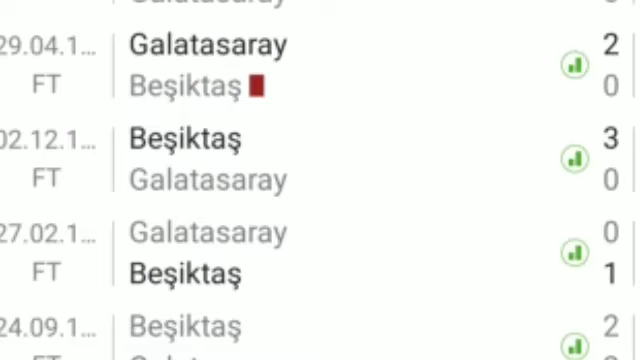 29.04.1... Galatasaray 2
FT Beşiktaş 0
02.12.1... Beşiktaş 3
FT Galatasaray 0
27.02.1... Galatasaray 0
FT Beşiktaş 1
24.09.1... Beşiktaş 2